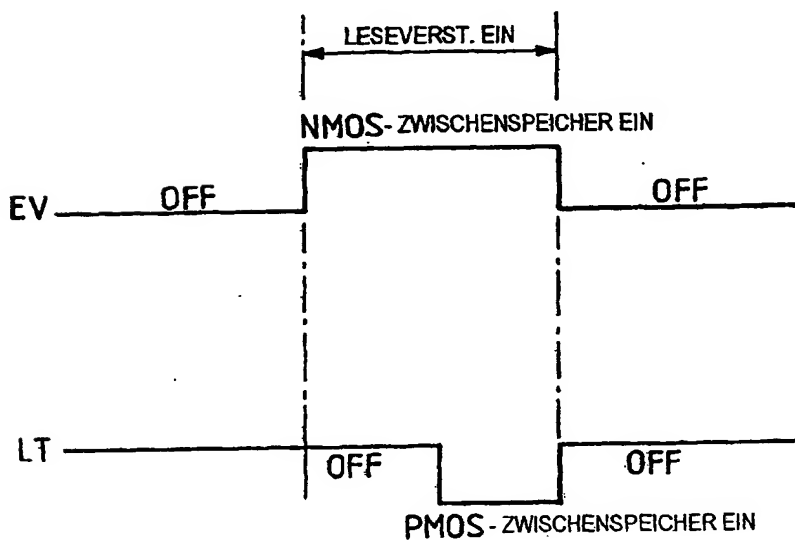 LESEVERST. EIN
NMOS- ZWISCHENSPEICHER EIN
EV OFF OFF
LT OFF OFF
PMOS- ZWISCHENSPEICHER EIN